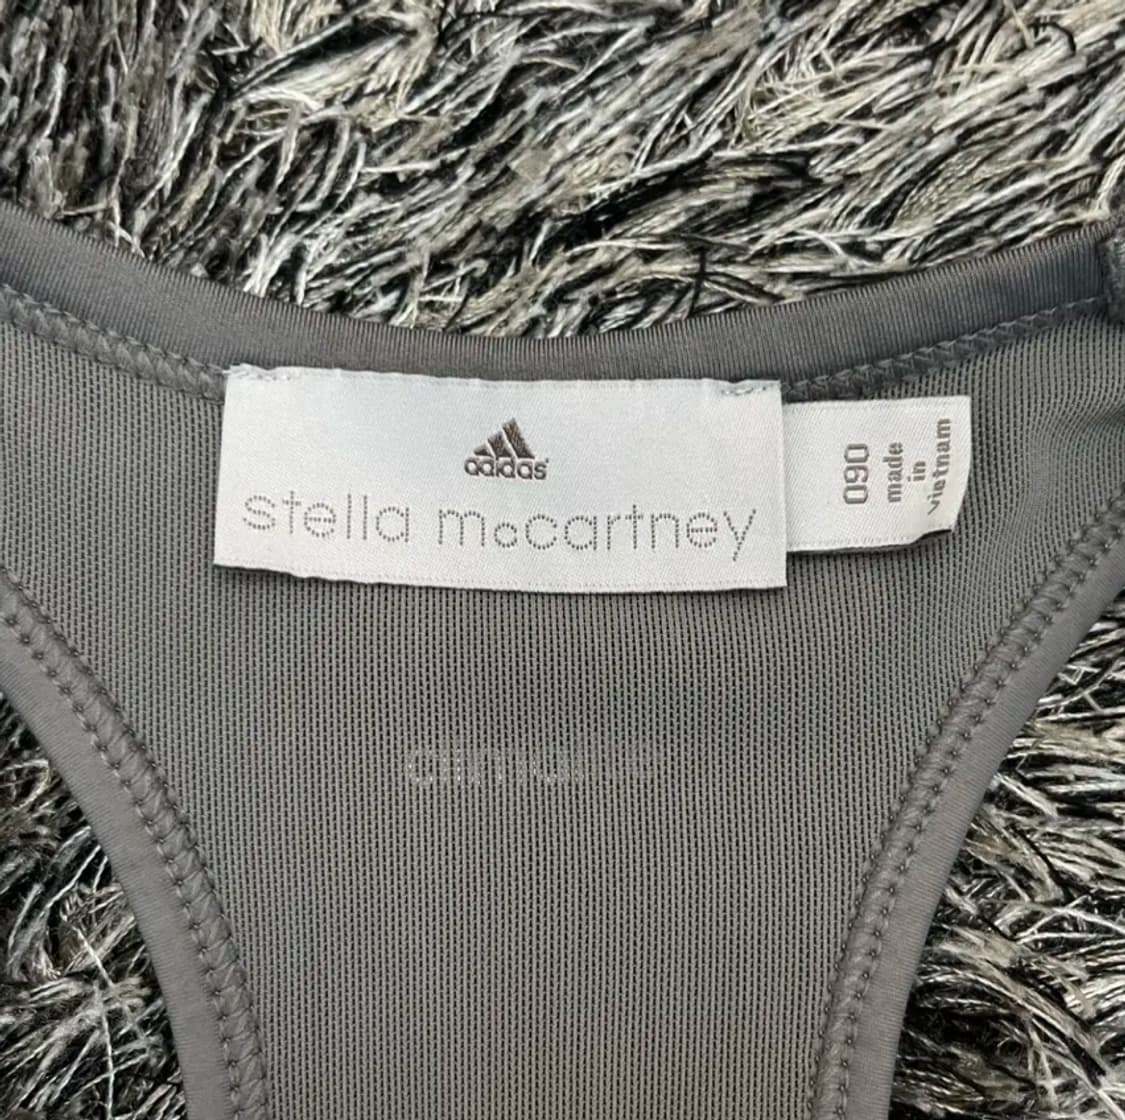 adidas
stella mccartney
090
made
in
vietnam